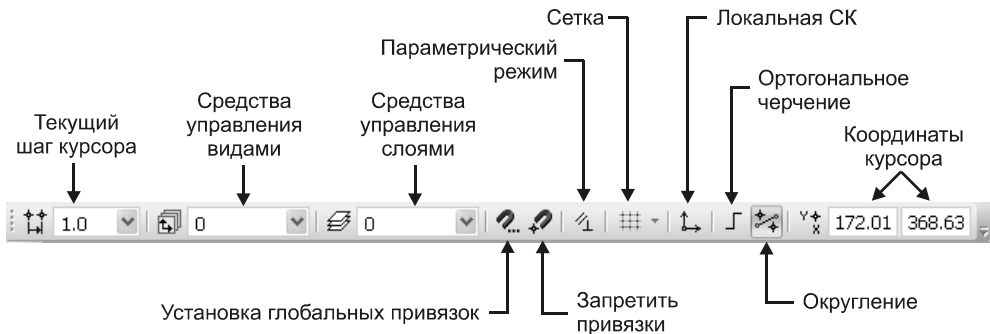 Сетка
Локальная СК
Параметрический
режим
Ортогональное
черчение
Текущий
шаг курсора
Средства
управления
видами
Средства
управления
слоями
Координаты
курсора
1.0
0
0
Y
X
172.01
368.63
Установка глобальных привязок
Запретить
привязки
Округление